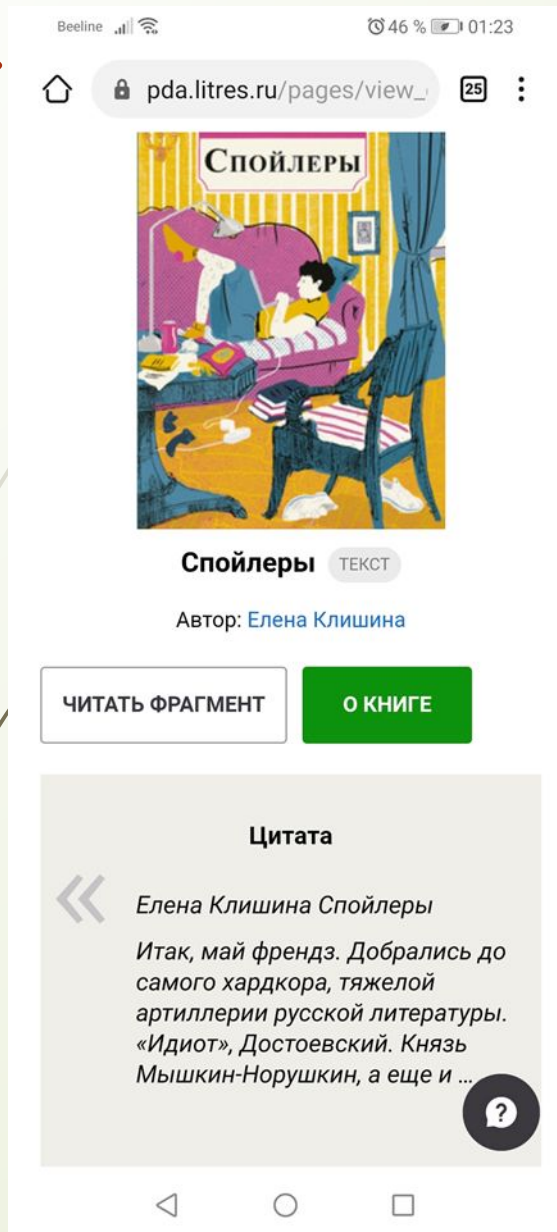 Beeline 46 % 01:23
pda.litres.ru/pages/view_ 25
Спойлеры
Спойлеры ТЕКСТ
Автор: Елена Клишина
ЧИТАТЬ ФРАГМЕНТ О КНИГЕ
Цитата
«
Елена Клишина Спойлеры
Итак, май френдз. Добрались до
самого хардкора, тяжелой
артиллерии русской литературы.
«Идиот», Достоевский. Князь
Мышкин-Норушкин, а еще и ...
?